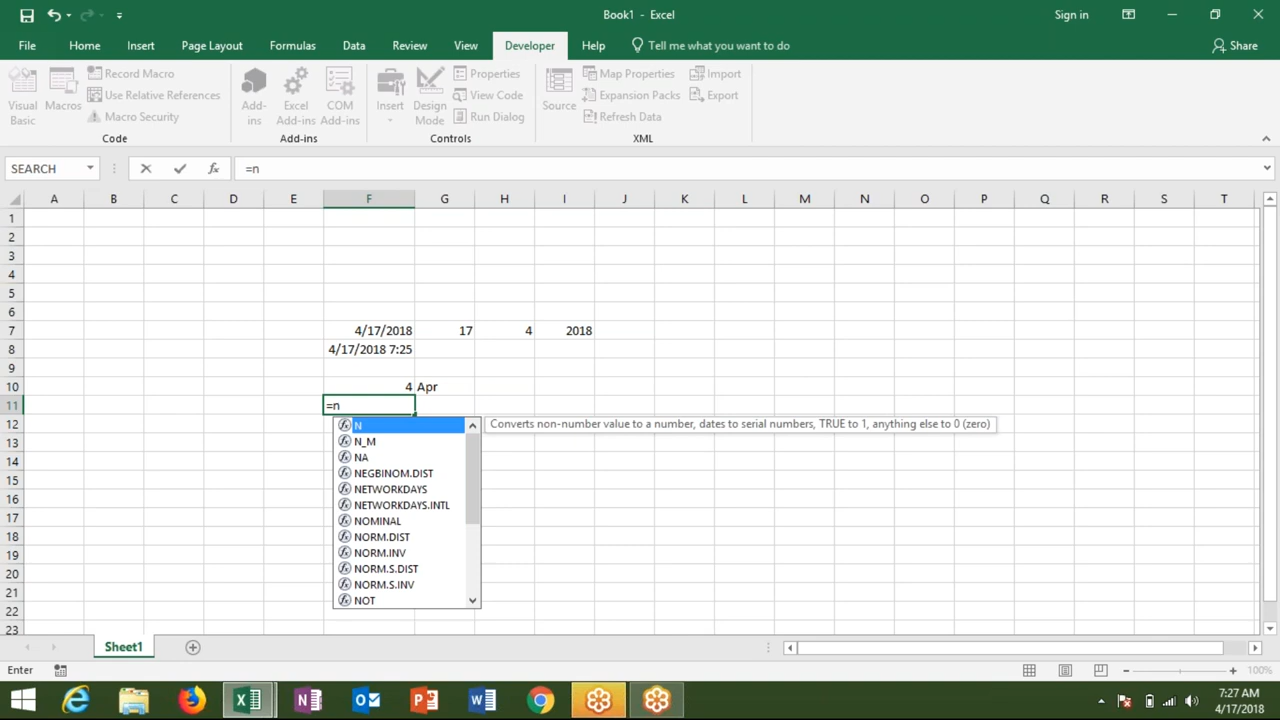 Book1 - Excel
Sign in
File Home Insert Page Layout Formulas Data Review View Developer Help Tell me what you want to do Share
Visual Basic
Macros
Record Macro
Use Relative References
Macro Security
Code
Add-ins
Excel Add-ins
COM Add-ins
Add-ins
Insert
Design Mode
Properties
View Code
Run Dialog
Controls
Source
Map Properties
Expansion Packs
Refresh Data
Import
Export
XML
SEARCH =n
A B C D E F G H I J K L M N O P Q R S T
1
2
3
4
5
6
7 4/17/2018 17 4 2018
8 4/17/2018 7:25
9
10 4 Apr
11 =n
12 N Converts non-number value to a number, dates to serial numbers, TRUE to 1, anything else to 0 (zero)
13 N_M
14 NA
15 NEGBINOM.DIST
16 NETWORKDAYS
NETWORKDAYS.INTL
17 NOMINAL
18 NORM.DIST
19 NORM.INV
20 NORM.S.DIST
21 NORM.S.INV
22 NOT
23
Sheet1
Enter 100%
7:27 AM
4/17/2018